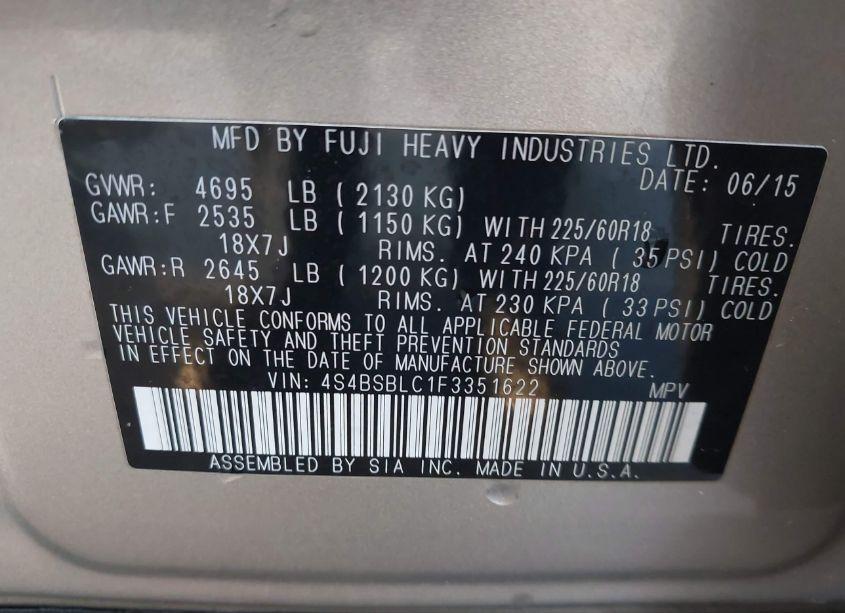 MFD BY FUJI HEAVY INDUSTRIES LTD.
DATE: 06/15
GVWR: 4695 LB ( 2130 KG)
GAWR:F 2535 LB ( 1150 KG) WITH 225/60R18 TIRES.
18X7J RIMS. AT 240 KPA ( 35 PSI) COLD
GAWR:R 2645 LB ( 1200 KG) WITH 225/60R18 TIRES.
18X7J RIMS. AT 230 KPA ( 33 PSI) COLD
THIS VEHICLE CONFORMS TO ALL APPLICABLE FEDERAL MOTOR
VEHICLE SAFETY AND THEFT PREVENTION STANDARDS
IN EFFECT ON THE DATE OF MANUFACTURE SHOWN ABOVE.
VIN: 4S4BSBLC1F3351622 MPV
ASSEMBLED BY SIA INC. MADE IN U.S.A.